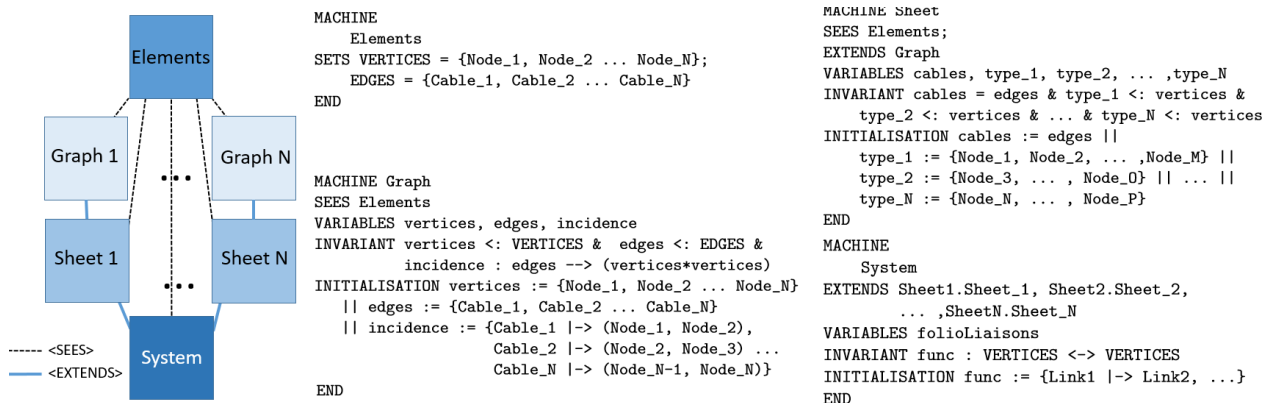 Elements
Graph 1
Graph N
...
Sheet 1
Sheet N
...
System
<SEES>
<EXTENDS>
MACHINE
Elements
SETS VERTICES = {Node_1, Node_2 ... Node_N};
EDGES = {Cable_1, Cable_2 ... Cable_N}
END
MACHINE Graph
SEES Elements
VARIABLES vertices, edges, incidence
INVARIANT vertices <: VERTICES & edges <: EDGES &
incidence : edges --> (vertices*vertices)
INITIALISATION vertices := {Node_1, Node_2 ... Node_N}
|| edges := {Cable_1, Cable_2 ... Cable_N}
|| incidence := {Cable_1 |-> (Node_1, Node_2),
Cable_2 |-> (Node_2, Node_3) ...
Cable_N |-> (Node_N-1, Node_N)}
END
MACHINE Sheet
SEES Elements;
EXTENDS Graph
VARIABLES cables, type_1, type_2, ... ,type_N
INVARIANT cables = edges & type_1 <: vertices &
type_2 <: vertices & ... & type_N <: vertices
INITIALISATION cables := edges ||
type_1 := {Node_1, Node_2, ... ,Node_M} ||
type_2 := {Node_3, ... , Node_O} || ... ||
type_N := {Node_N, ... , Node_P}
END
MACHINE
System
EXTENDS Sheet1.Sheet_1, Sheet2.Sheet_2,
... ,SheetN.Sheet_N
VARIABLES folioLiaisons
INVARIANT func : VERTICES <-> VERTICES
INITIALISATION func := {Link1 |-> Link2, ...}
END